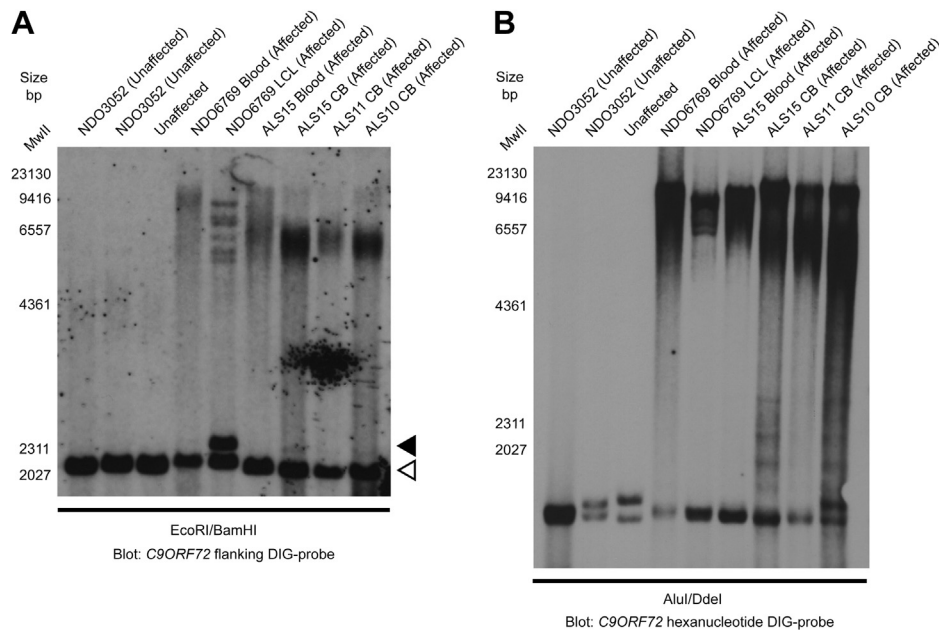 A
Size
bp
MwII
NDO3052 (Unaffected)
NDO3052 (Unaffected)
Unaffected
NDO6769 Blood (Affected)
NDO6769 LCL (Affected)
ALS15 Blood (Affected)
ALS15 CB (Affected)
ALS11 CB (Affected)
ALS10 CB (Affected)
23130
9416
6557
4361
2311
2027
EcoRI/BamHI
Blot: C9ORF72 flanking DIG-probe
B
Size
bp
MwII
NDO3052 (Unaffected)
NDO3052 (Unaffected)
Unaffected
NDO6769 Blood (Affected)
NDO6769 LCL (Affected)
ALS15 Blood (Affected)
ALS15 CB (Affected)
ALS11 CB (Affected)
ALS10 CB (Affected)
23130
9416
6557
4361
2311
2027
AluI/DdeI
Blot: C9ORF72 hexanucleotide DIG-probe